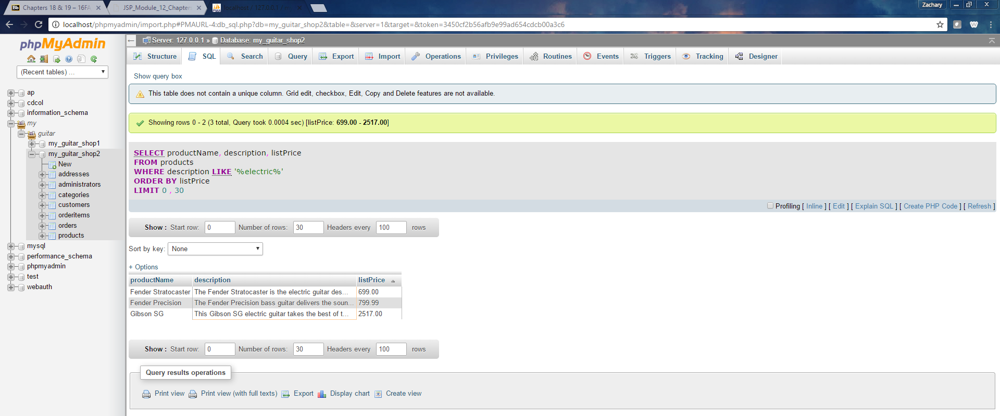 Chapters 18 & 19 – 16FA
JSP_Module_12_Chapters
localhost / 127.0.0.1 / m
Zachary
localhost/phpmyadmin/import.php#PMAURL-4:db_sql.php?db=my_guitar_shop2&table=&server=1&target=&token=3450cf2b56afb9e99ad654cdcb00a3c6
phpMyAdmin
(Recent tables) ...
ap
cdcol
information_schema
my
guitar
my_guitar_shop1
my_guitar_shop2
New
addresses
administrators
categories
customers
orderitems
orders
products
mysql
performance_schema
phpmyadmin
test
webauth
Server: 127.0.0.1 » Database: my_guitar_shop2
Structure SQL Search Query Export Import Operations Privileges Routines Events Triggers Tracking Designer
Show query box
This table does not contain a unique column. Grid edit, checkbox, Edit, Copy and Delete features are not available.
Showing rows 0 - 2 (3 total, Query took 0.0004 sec) [listPrice: 699.00 - 2517.00]
SELECT productName, description, listPrice
FROM products
WHERE description LIKE '%electric%'
ORDER BY listPrice
LIMIT 0 , 30
Profiling [ Inline ] [ Edit ] [ Explain SQL ] [ Create PHP Code ] [ Refresh ]
Show : Start row: 0 Number of rows: 30 Headers every 100 rows
Sort by key: None
+ Options
productName description listPrice
Fender Stratocaster The Fender Stratocaster is the electric guitar des... 699.00
Fender Precision The Fender Precision bass guitar delivers the soun... 799.99
Gibson SG This Gibson SG electric guitar takes the best of t... 2517.00
Show : Start row: 0 Number of rows: 30 Headers every 100 rows
Query results operations
Print view Print view (with full texts) Export Display chart Create view